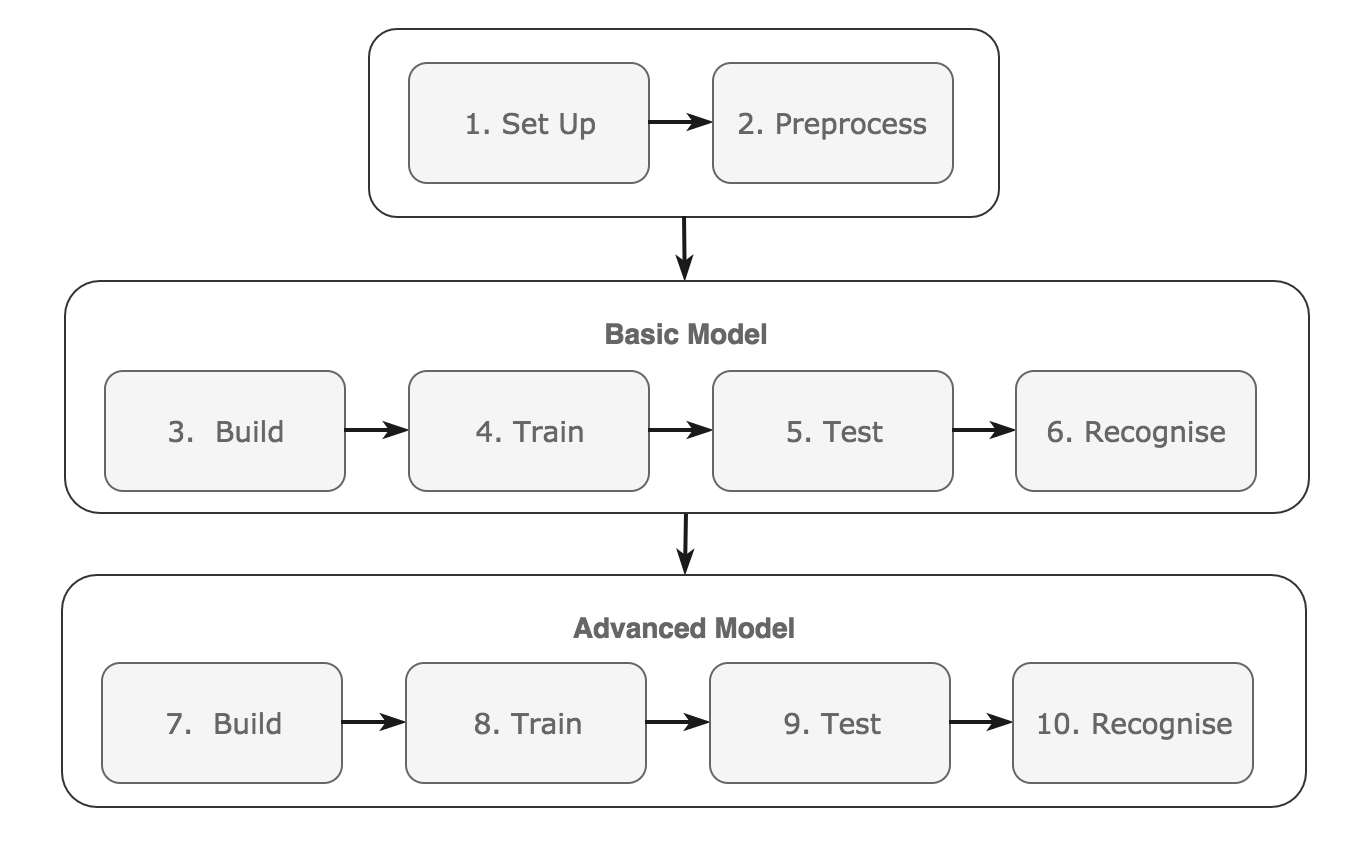 1. Set Up
2. Preprocess
Basic Model
3. Build
4. Train
5. Test
6. Recognise
Advanced Model
7. Build
8. Train
9. Test
10. Recognise